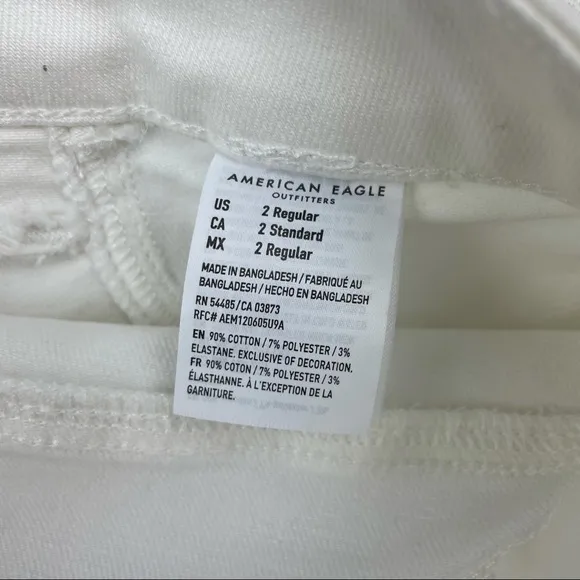 AMERICAN EAGLE
OUTFITTERS
US 2 Regular
CA 2 Standard
MX 2 Regular
MADE IN BANGLADESH / FABRIQUÉ AU
BANGLADESH / HECHO EN BANGLADESH
RN 54485/CA 03873
RFC# AEM120605U9A
EN 90% COTTON / 7% POLYESTER / 3%
ELASTANE. EXCLUSIVE OF DECORATION.
FR 90% COTON / 7% POLYESTER / 3%
ÉLASTHANNE. À L'EXCEPTION DE LA
GARNITURE.